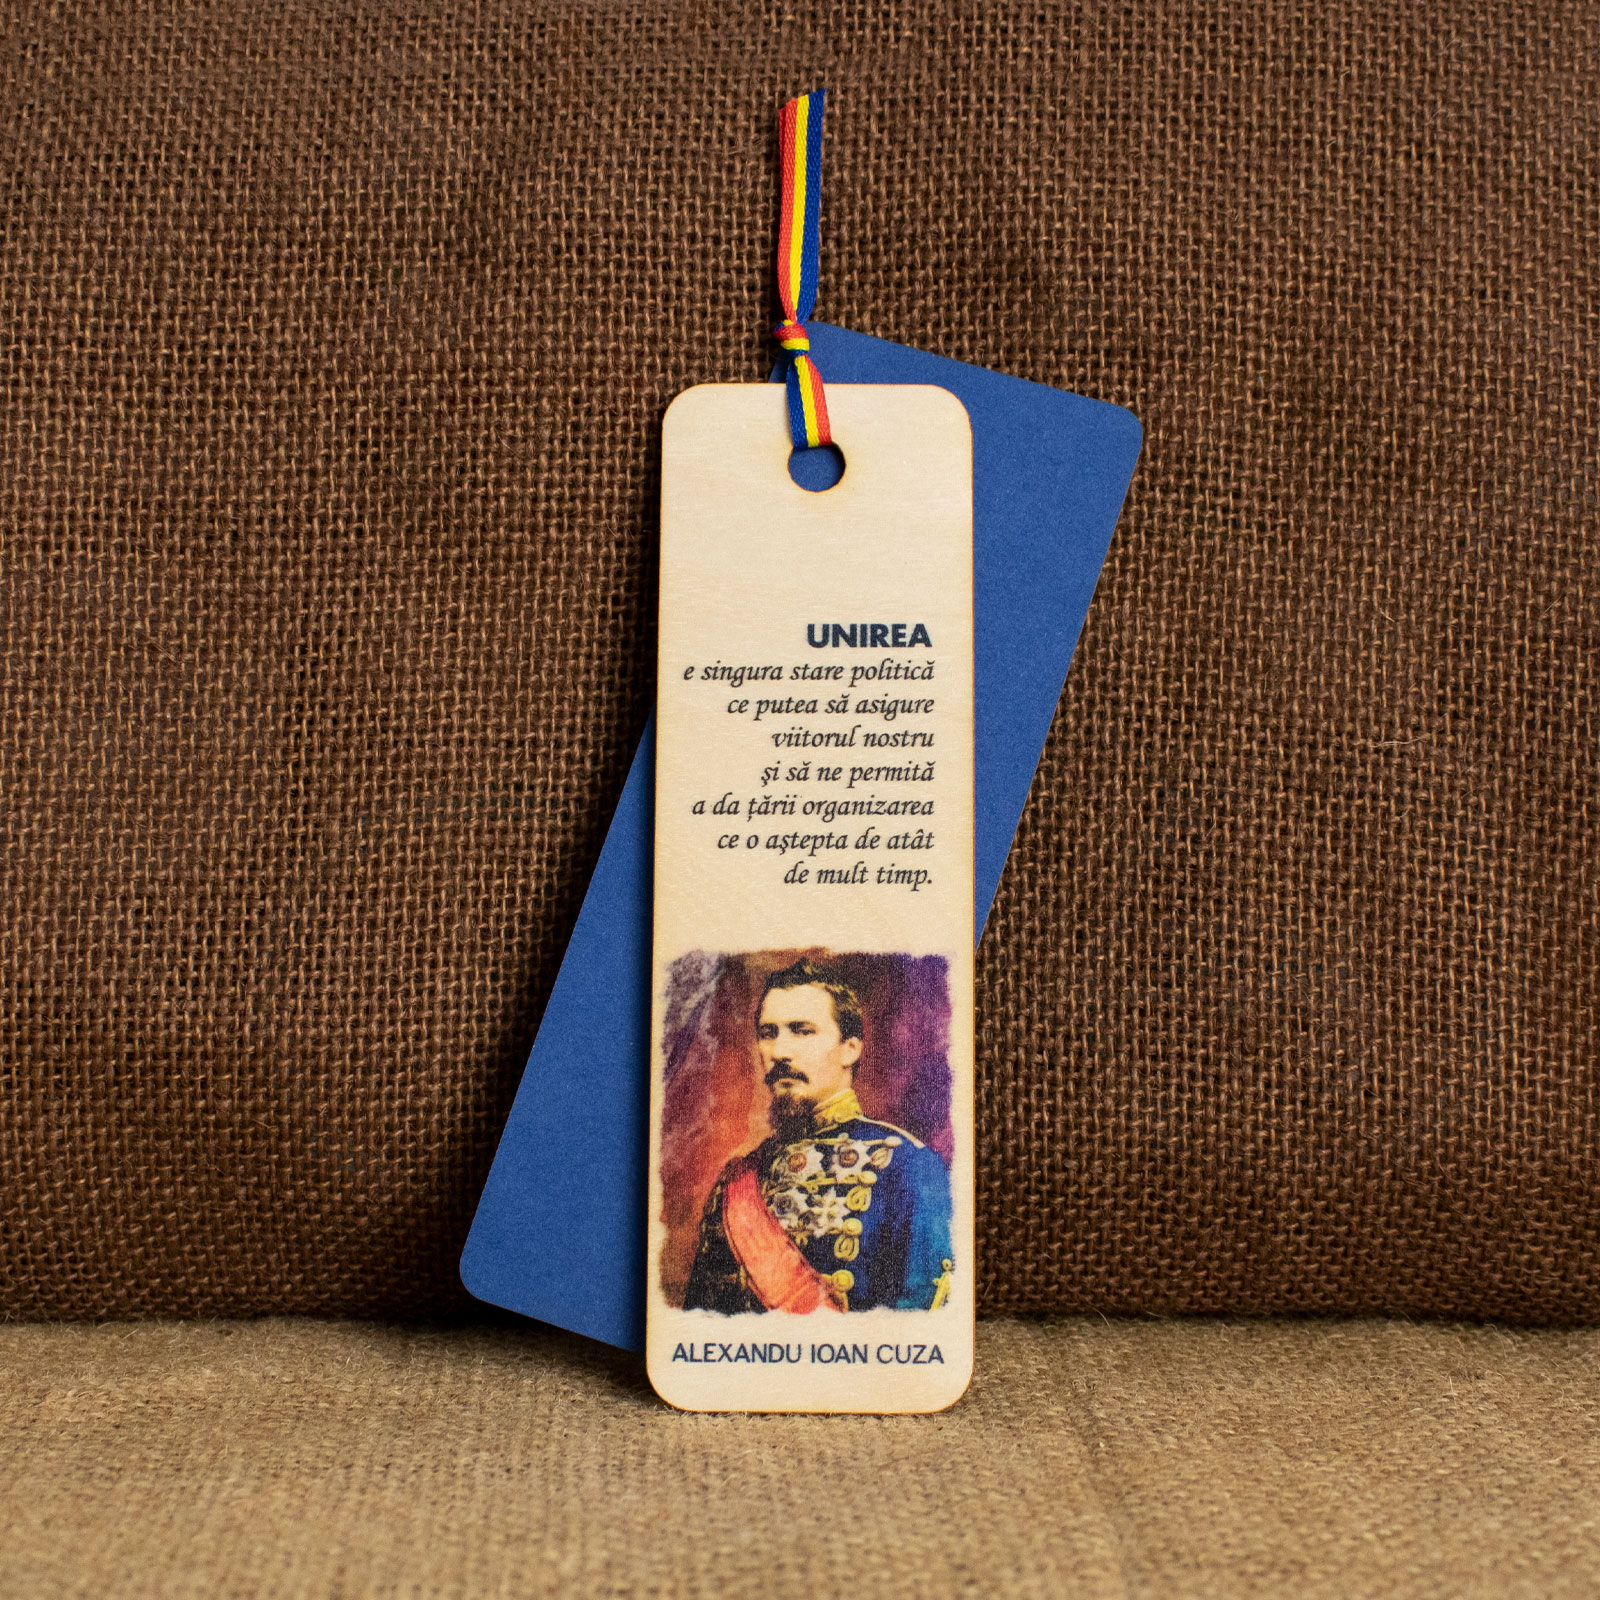 UNIREA
e singura stare politică
ce putea să asigure
viitorul nostru
şi să ne permită
a da ţării organizarea
ce o aştepta de atât
de mult timp.
ALEXANDU IOAN CUZA